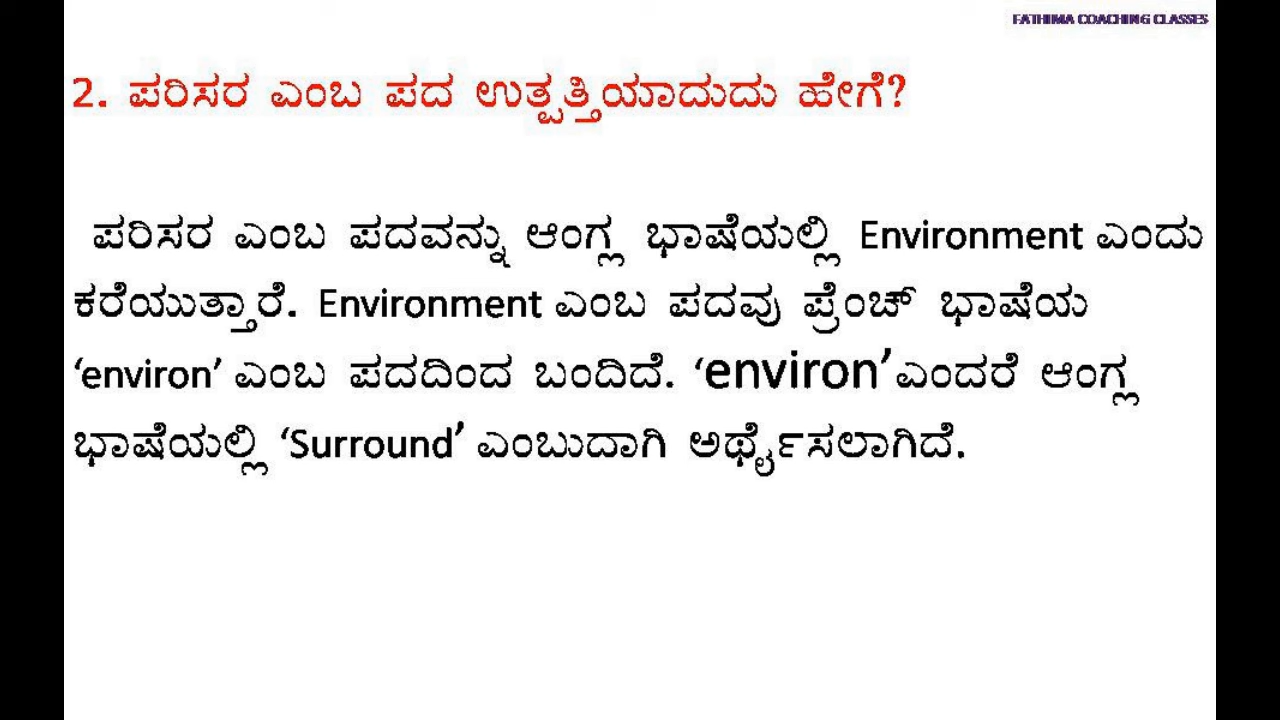 FATHIMA COACHING CLASSES
2. ಪರಿಸರ ಎಂಬ ಪದ ಉತ್ಪತ್ತಿಯಾದುದು ಹೇಗೆ?
ಪರಿಸರ ಎಂಬ ಪದವನ್ನು ಆಂಗ್ಲ ಭಾಷೆಯಲ್ಲಿ Environment ಎಂದು
ಕರೆಯುತ್ತಾರೆ. Environment ಎಂಬ ಪದವು ಪ್ರೆಂಚ್ ಭಾಷೆಯ
‘environ’ ಎಂಬ ಪದದಿಂದ ಬಂದಿದೆ. ‘environ’ ಎಂದರೆ ಆಂಗ್ಲ
ಭಾಷೆಯಲ್ಲಿ ‘Surround’ ಎಂಬುದಾಗಿ ಅರ್ಥೈಸಲಾಗಿದೆ.